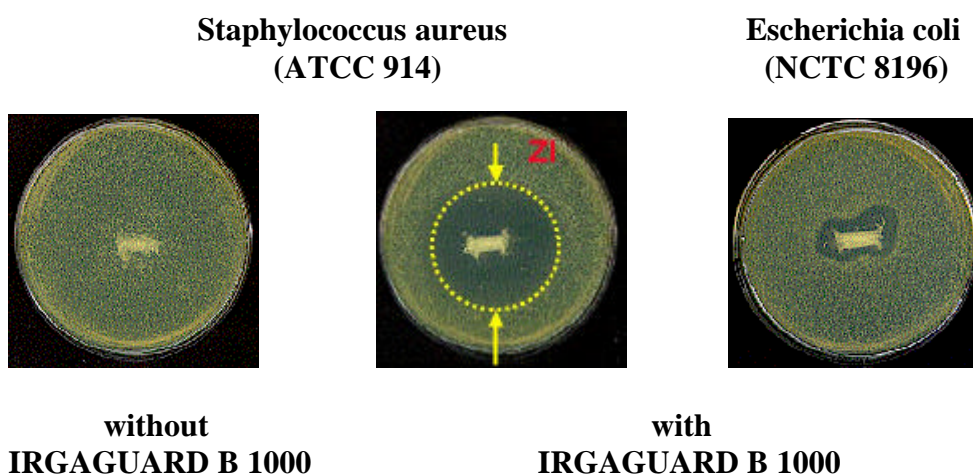 Staphylococcus aureus
(ATCC 914)
Escherichia coli
(NCTC 8196)
ZI
without
IRGAGUARD B 1000
with
IRGAGUARD B 1000